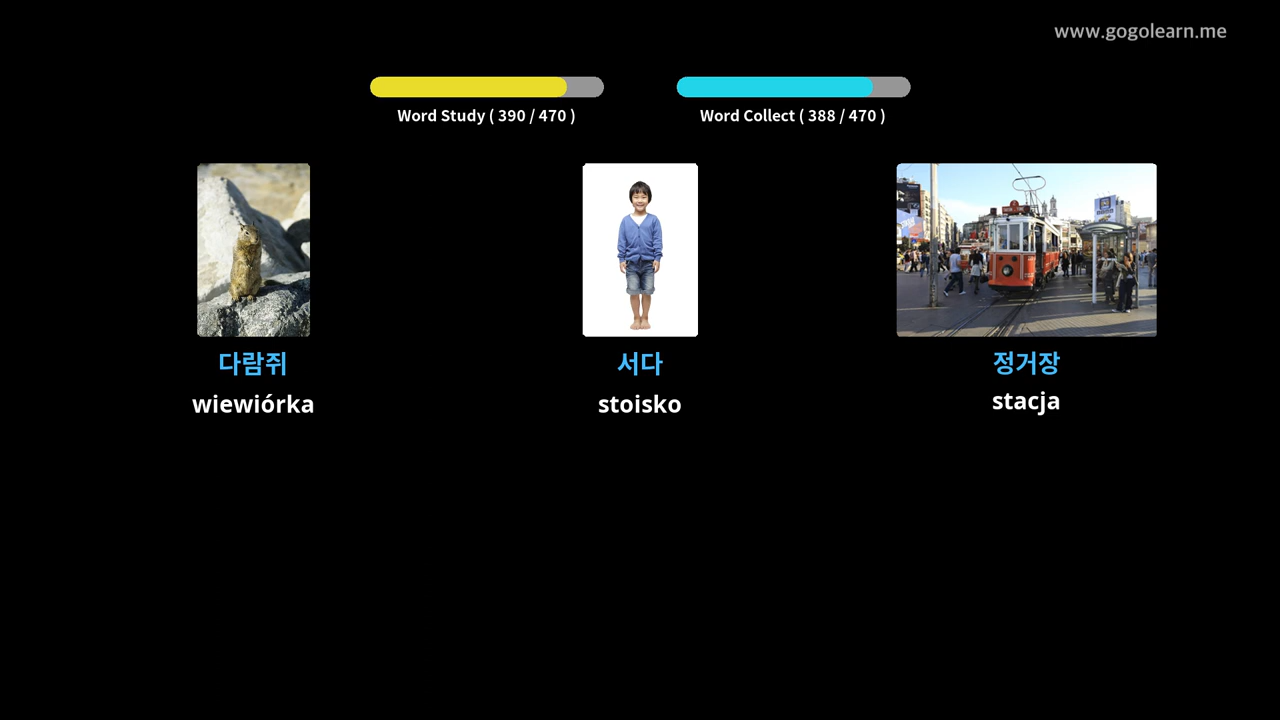 www.gogolearn.me
Word Study ( 390 / 470 )
Word Collect ( 388 / 470 )
다람쥐
서다
정거장
wiewiórka
stoisko
stacja